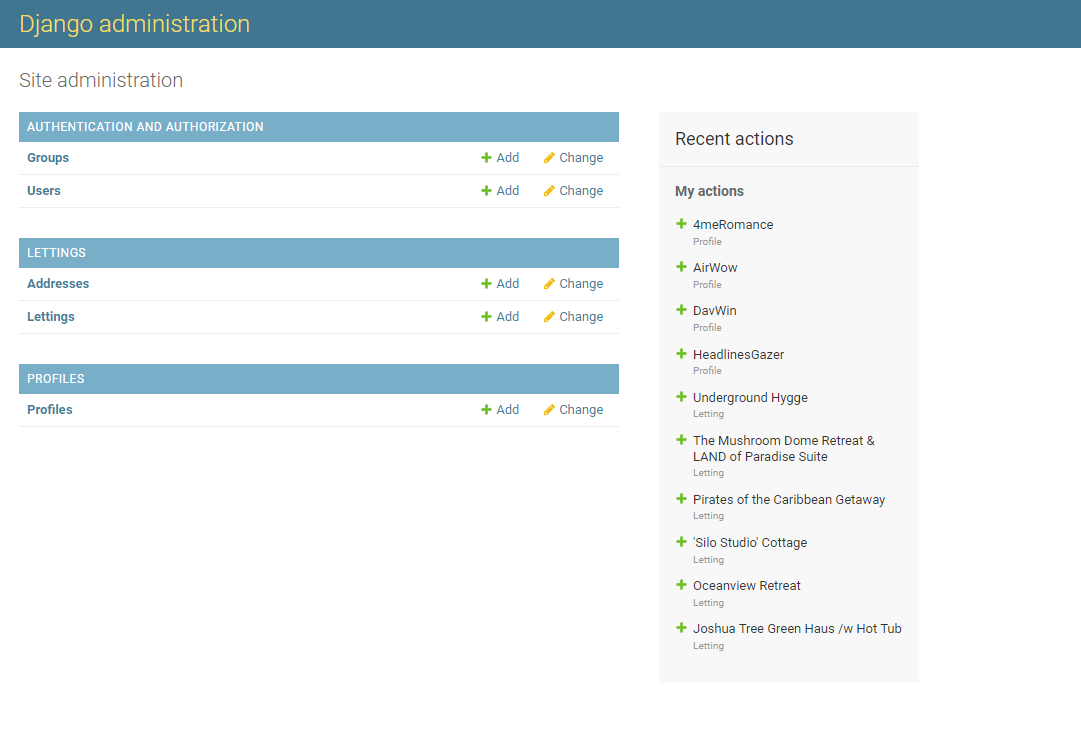 Django administration
Site administration
AUTHENTICATION AND AUTHORIZATION
Groups Add Change
Users Add Change
LETTINGS
Addresses Add Change
Lettings Add Change
PROFILES
Profiles Add Change
Recent actions
My actions
4meRomance
Profile
AirWow
Profile
DavWin
Profile
HeadlinesGazer
Profile
Underground Hygge
Letting
The Mushroom Dome Retreat &
LAND of Paradise Suite
Letting
Pirates of the Caribbean Getaway
Letting
'Silo Studio' Cottage
Letting
Oceanview Retreat
Letting
Joshua Tree Green Haus /w Hot Tub
Letting